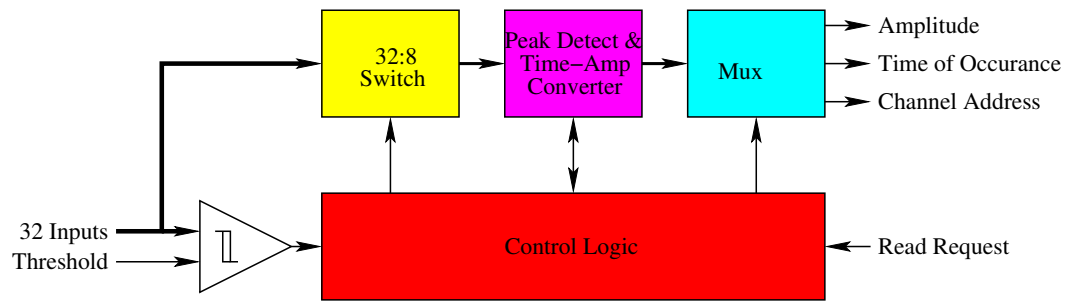 32:8
Switch
Peak Detect &
Time−Amp
Converter
Mux
Amplitude
Time of Occurance
Channel Address
32 Inputs
Threshold
Control Logic
Read Request